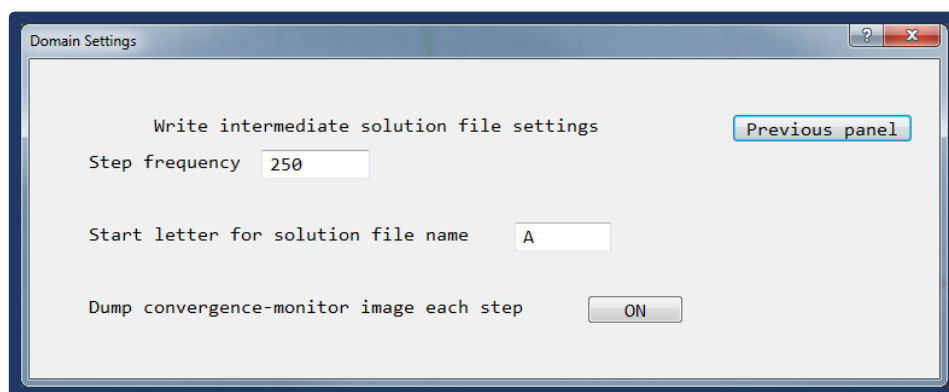 Domain Settings
?
X
Write intermediate solution file settings
Previous panel
Step frequency 250
Start letter for solution file name A
Dump convergence-monitor image each step ON